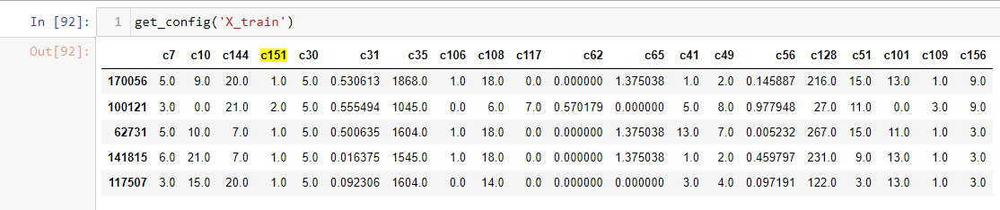 In [92]: 1 get_config('X_train')
Out[92]:
c7 c10 c144 c151 c30 c31 c35 c106 c108 c117 c62 c65 c41 c49 c56 c128 c51 c101 c109 c156
170056 5.0 9.0 20.0 1.0 5.0 0.530613 1868.0 1.0 18.0 0.0 0.000000 1.375038 1.0 2.0 0.145887 216.0 15.0 13.0 1.0 9.0
100121 3.0 0.0 21.0 2.0 5.0 0.555494 1045.0 0.0 6.0 7.0 0.570179 0.000000 5.0 8.0 0.977948 27.0 11.0 0.0 3.0 9.0
62731 5.0 10.0 7.0 1.0 5.0 0.500635 1604.0 1.0 18.0 0.0 0.000000 1.375038 13.0 7.0 0.005232 267.0 15.0 11.0 1.0 3.0
141815 6.0 21.0 7.0 1.0 5.0 0.016375 1545.0 1.0 18.0 0.0 0.000000 1.375038 1.0 2.0 0.459797 231.0 9.0 13.0 1.0 3.0
117507 3.0 15.0 20.0 1.0 5.0 0.092306 1604.0 0.0 14.0 0.0 0.000000 0.000000 3.0 4.0 0.097191 122.0 3.0 13.0 1.0 3.0